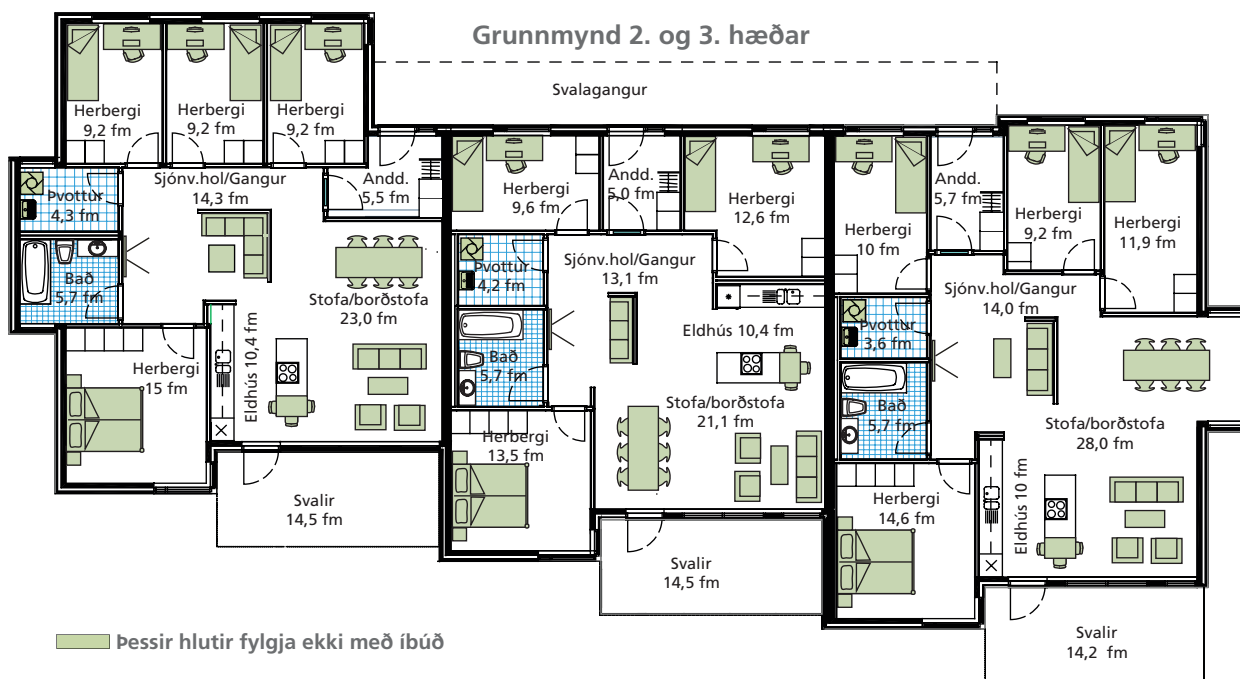 Grunnmynd 2. og 3. hæðar
Svalagangur
Herbergi
9,2 fm
Herbergi
9,2 fm
Herbergi
9,2 fm
Sjónv.hol/Gangur
14,3 fm
Andd.
5,5 fm
Þvottur
4,3 fm
Bað
5,7 fm
Stofa/borðstofa
23,0 fm
Herbergi
15 fm
Eldhús 10,4 fm
Svalir
14,5 fm
Herbergi
9,6 fm
Andd.
5,0 fm
Herbergi
12,6 fm
Þvottur
4,2 fm
Sjónv.hol/Gangur
13,1 fm
Eldhús 10,4 fm
Bað
5,7 fm
Stofa/borðstofa
21,1 fm
Herbergi
13,5 fm
Svalir
14,5 fm
Herbergi
10 fm
Andd.
5,7 fm
Herbergi
9,2 fm
Herbergi
11,9 fm
Sjónv.hol/Gangur
14,0 fm
Þvottur
3,6 fm
Bað
5,7 fm
Stofa/borðstofa
28,0 fm
Herbergi
14,6 fm
Eldhús 10 fm
Svalir
14,2 fm
Þessir hlutir fylgja ekki með íbúð